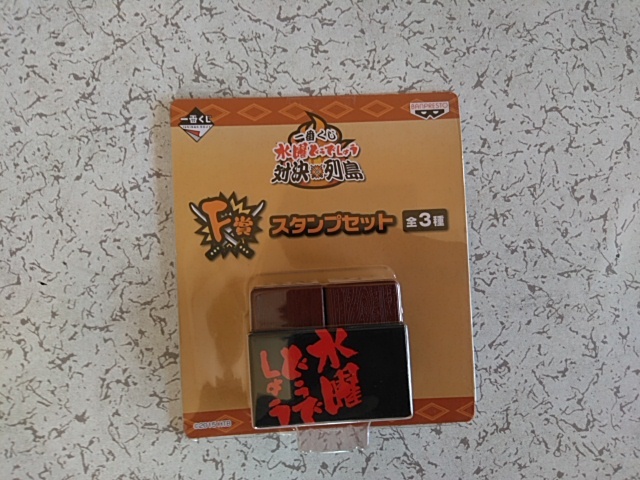 一番くじ
BANPRESTO
一番くじ
水曜どうでしょう
対決列島
F賞
スタンプセット
全3種
水曜
どうで
しょう